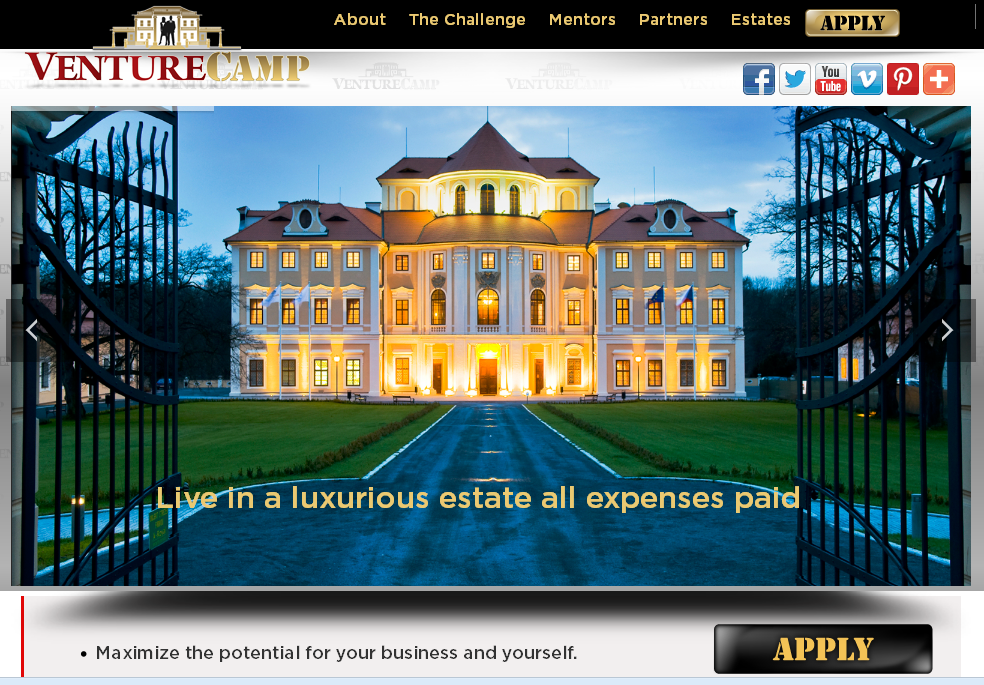 About The Challenge Mentors Partners Estates APPLY
VENTURECAMP
VENTURECAMP VENTURECAMP
You
Tube
Live in a luxurious estate all expenses paid
• Maximize the potential for your business and yourself.
APPLY